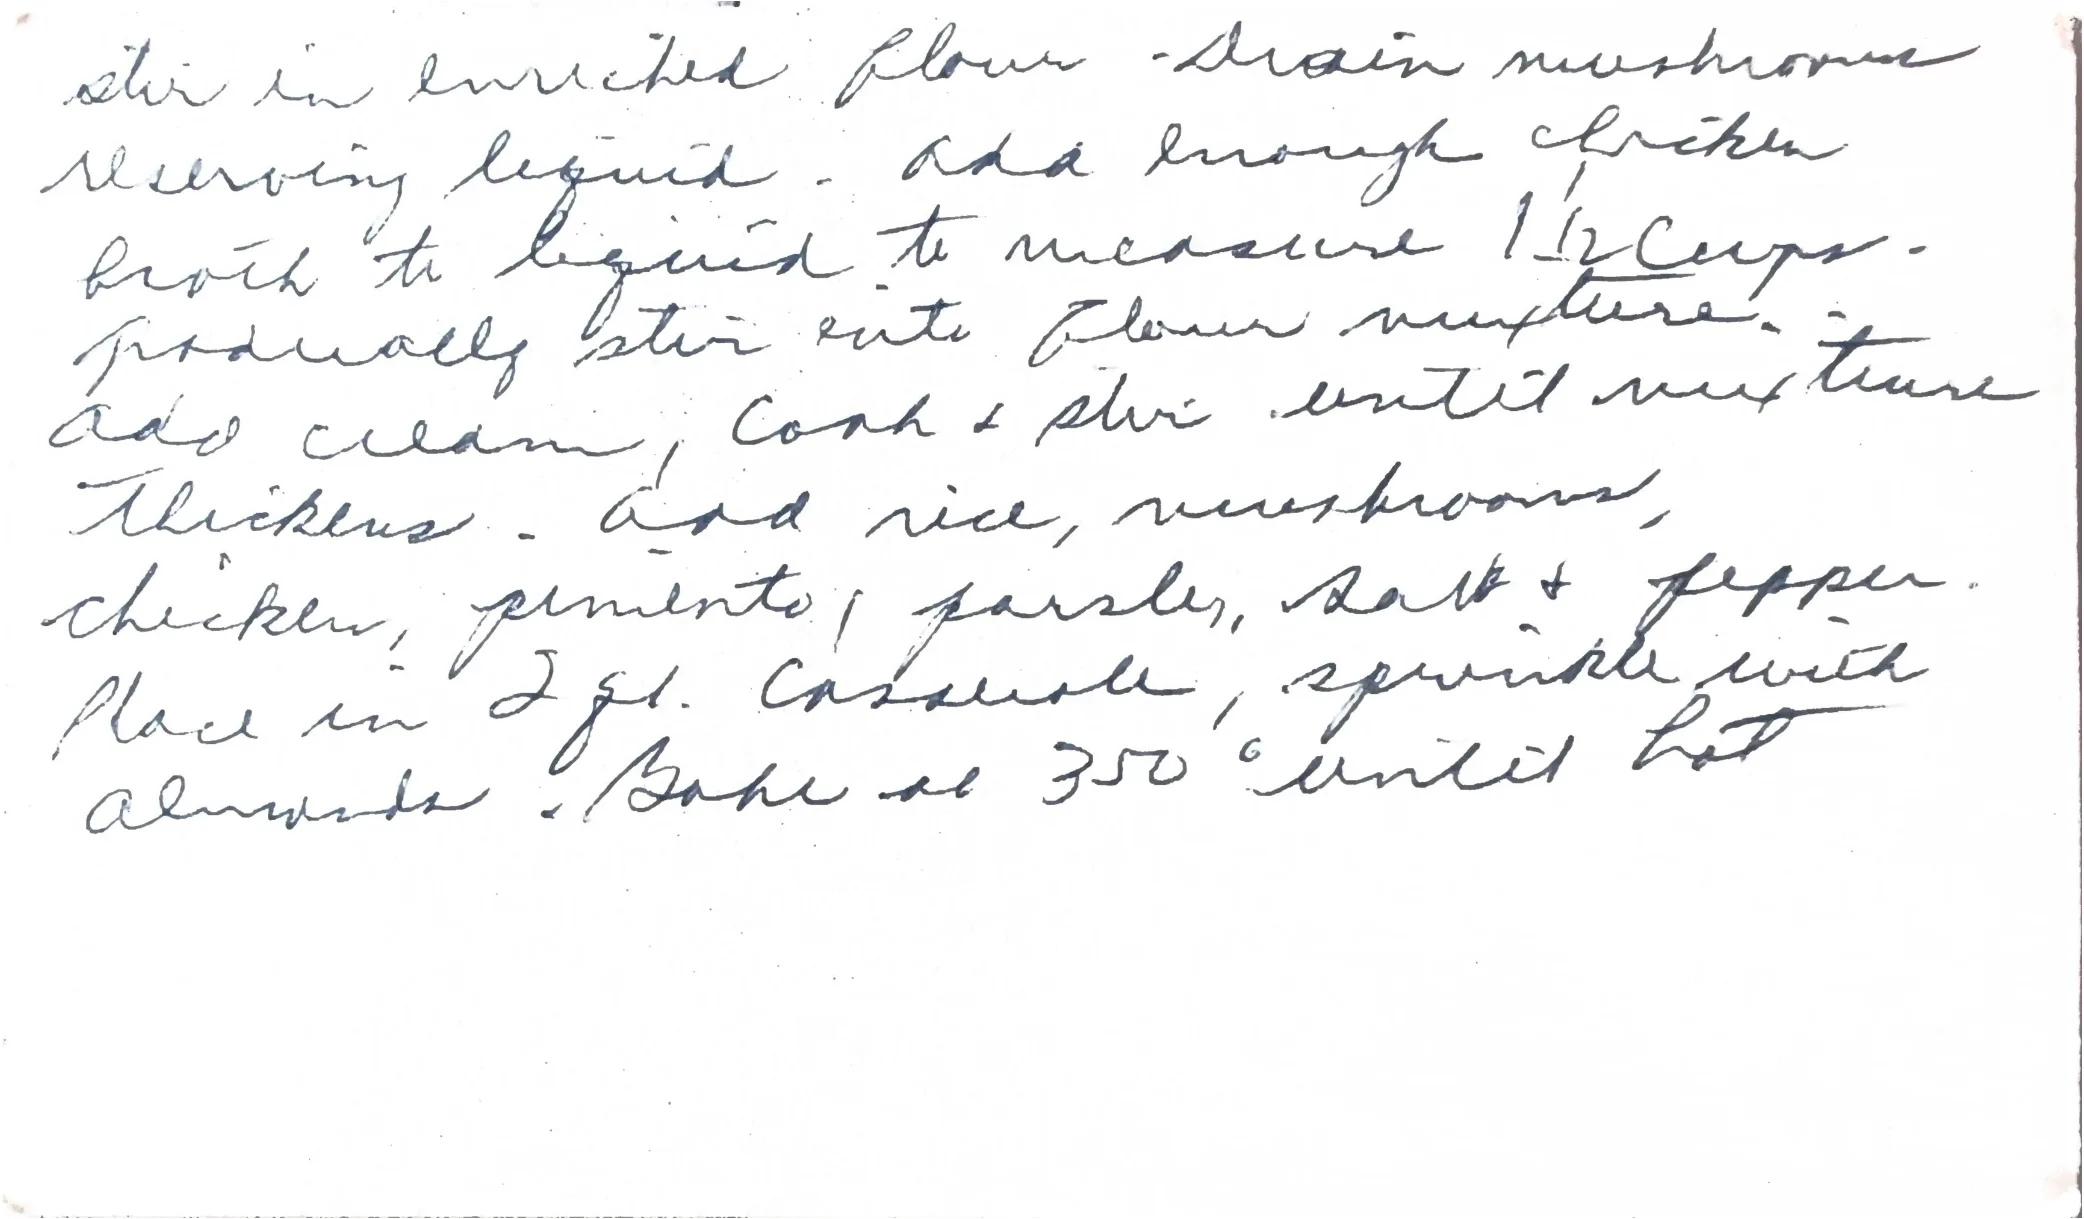 stir in enriched flour - Drain mushrooms
reserving liquid - add enough chicken
broth to liquid to measure 1 1/2 Cups -
gradually stir into flour mixture -
add cream, Cook & stir until mixture
thickens - add rice, mushrooms,
chicken, pimento, parsley, salt & pepper.
Place in 2 qt. Casserole, sprinkle with
almonds. Bake at 350° until hot